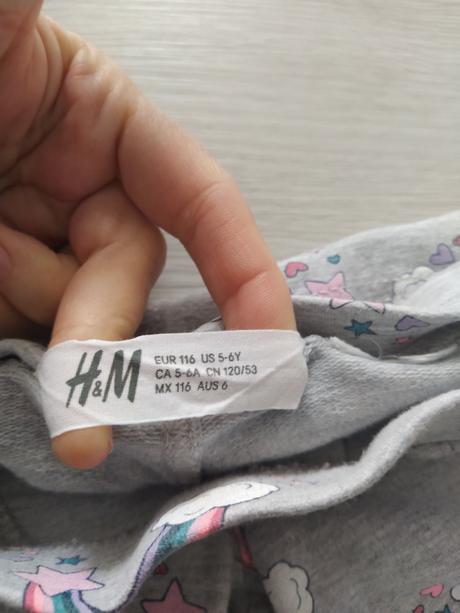 H&M
EUR 116 US 5-6Y
CA 5-6A CN 120/53
MX 116 AUS 6